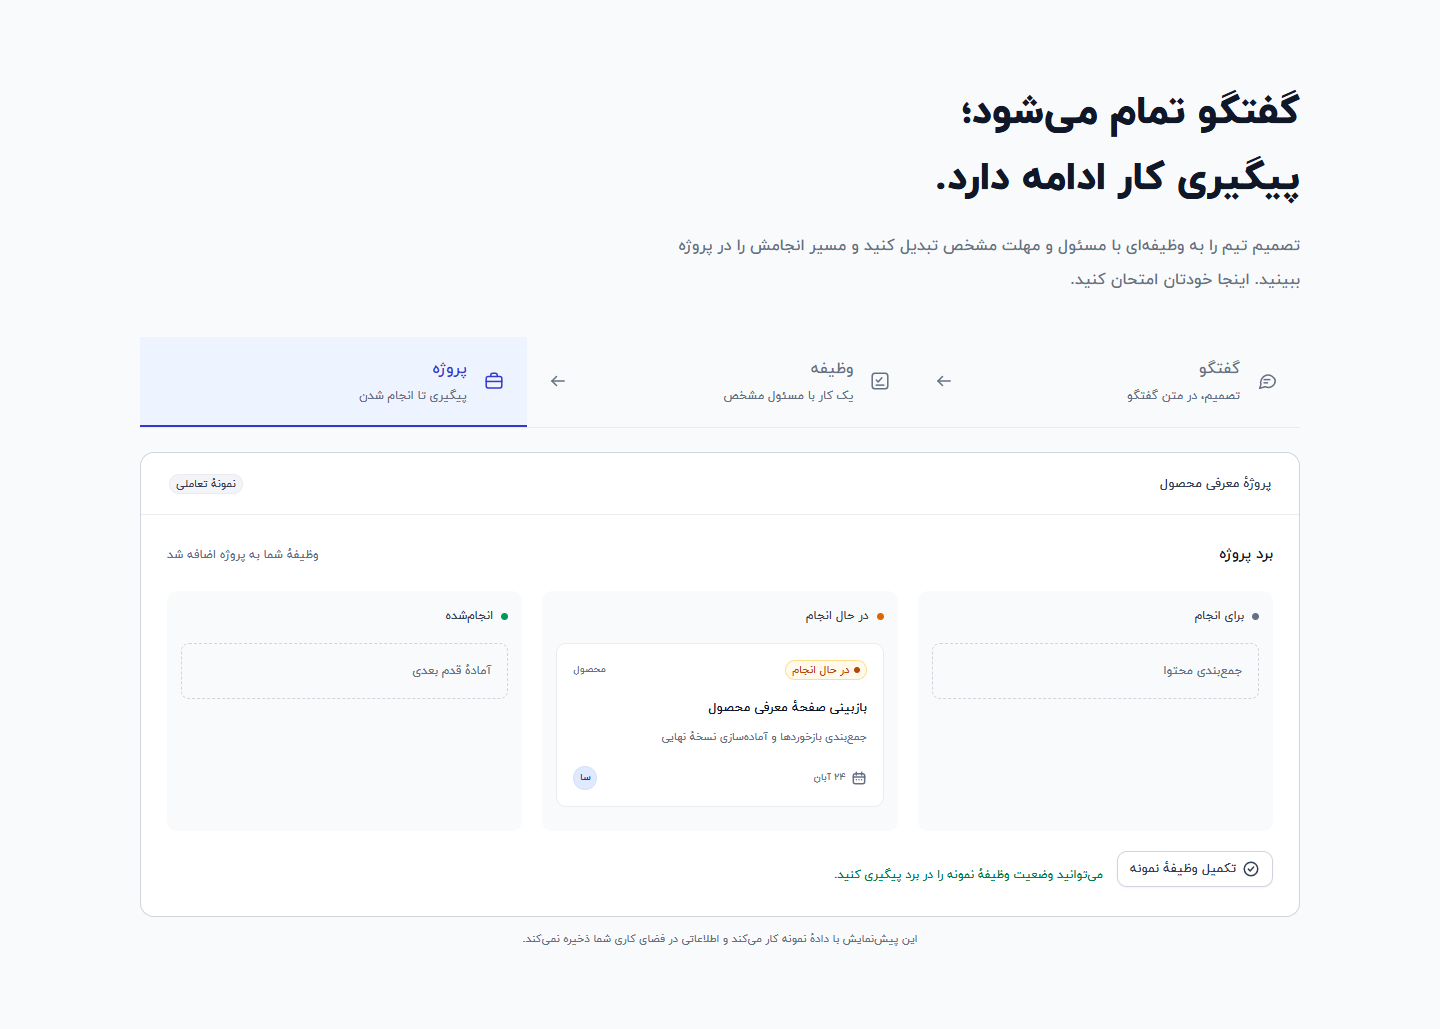 گفتگو تمام می‌شود؛
پیگیری کار ادامه دارد.
تصمیم تیم را به وظیفه‌ای با مسئول و مهلت مشخص تبدیل کنید و مسیر انجامش را در پروژه
ببینید. اینجا خودتان امتحان کنید.
گفتگو
تصمیم، در متن گفتگو
وظیفه
یک کار با مسئول مشخص
پروژه
پیگیری تا انجام شدن
پروژهٔ معرفی محصول
نمونهٔ تعاملی
برد پروژه
وظیفهٔ شما به پروژه اضافه شد
برای انجام
جمع‌بندی محتوا
در حال انجام
در حال انجام
محصول
بازبینی صفحهٔ معرفی محصول
جمع‌بندی بازخوردها و آماده‌سازی نسخهٔ نهایی
۲۴ آبان
سا
انجام‌شده
آمادهٔ قدم بعدی
تکمیل وظیفهٔ نمونه
می‌توانید وضعیت وظیفهٔ نمونه را در برد پیگیری کنید.
این پیش‌نمایش با دادهٔ نمونه کار می‌کند و اطلاعاتی در فضای کاری شما ذخیره نمی‌کند.